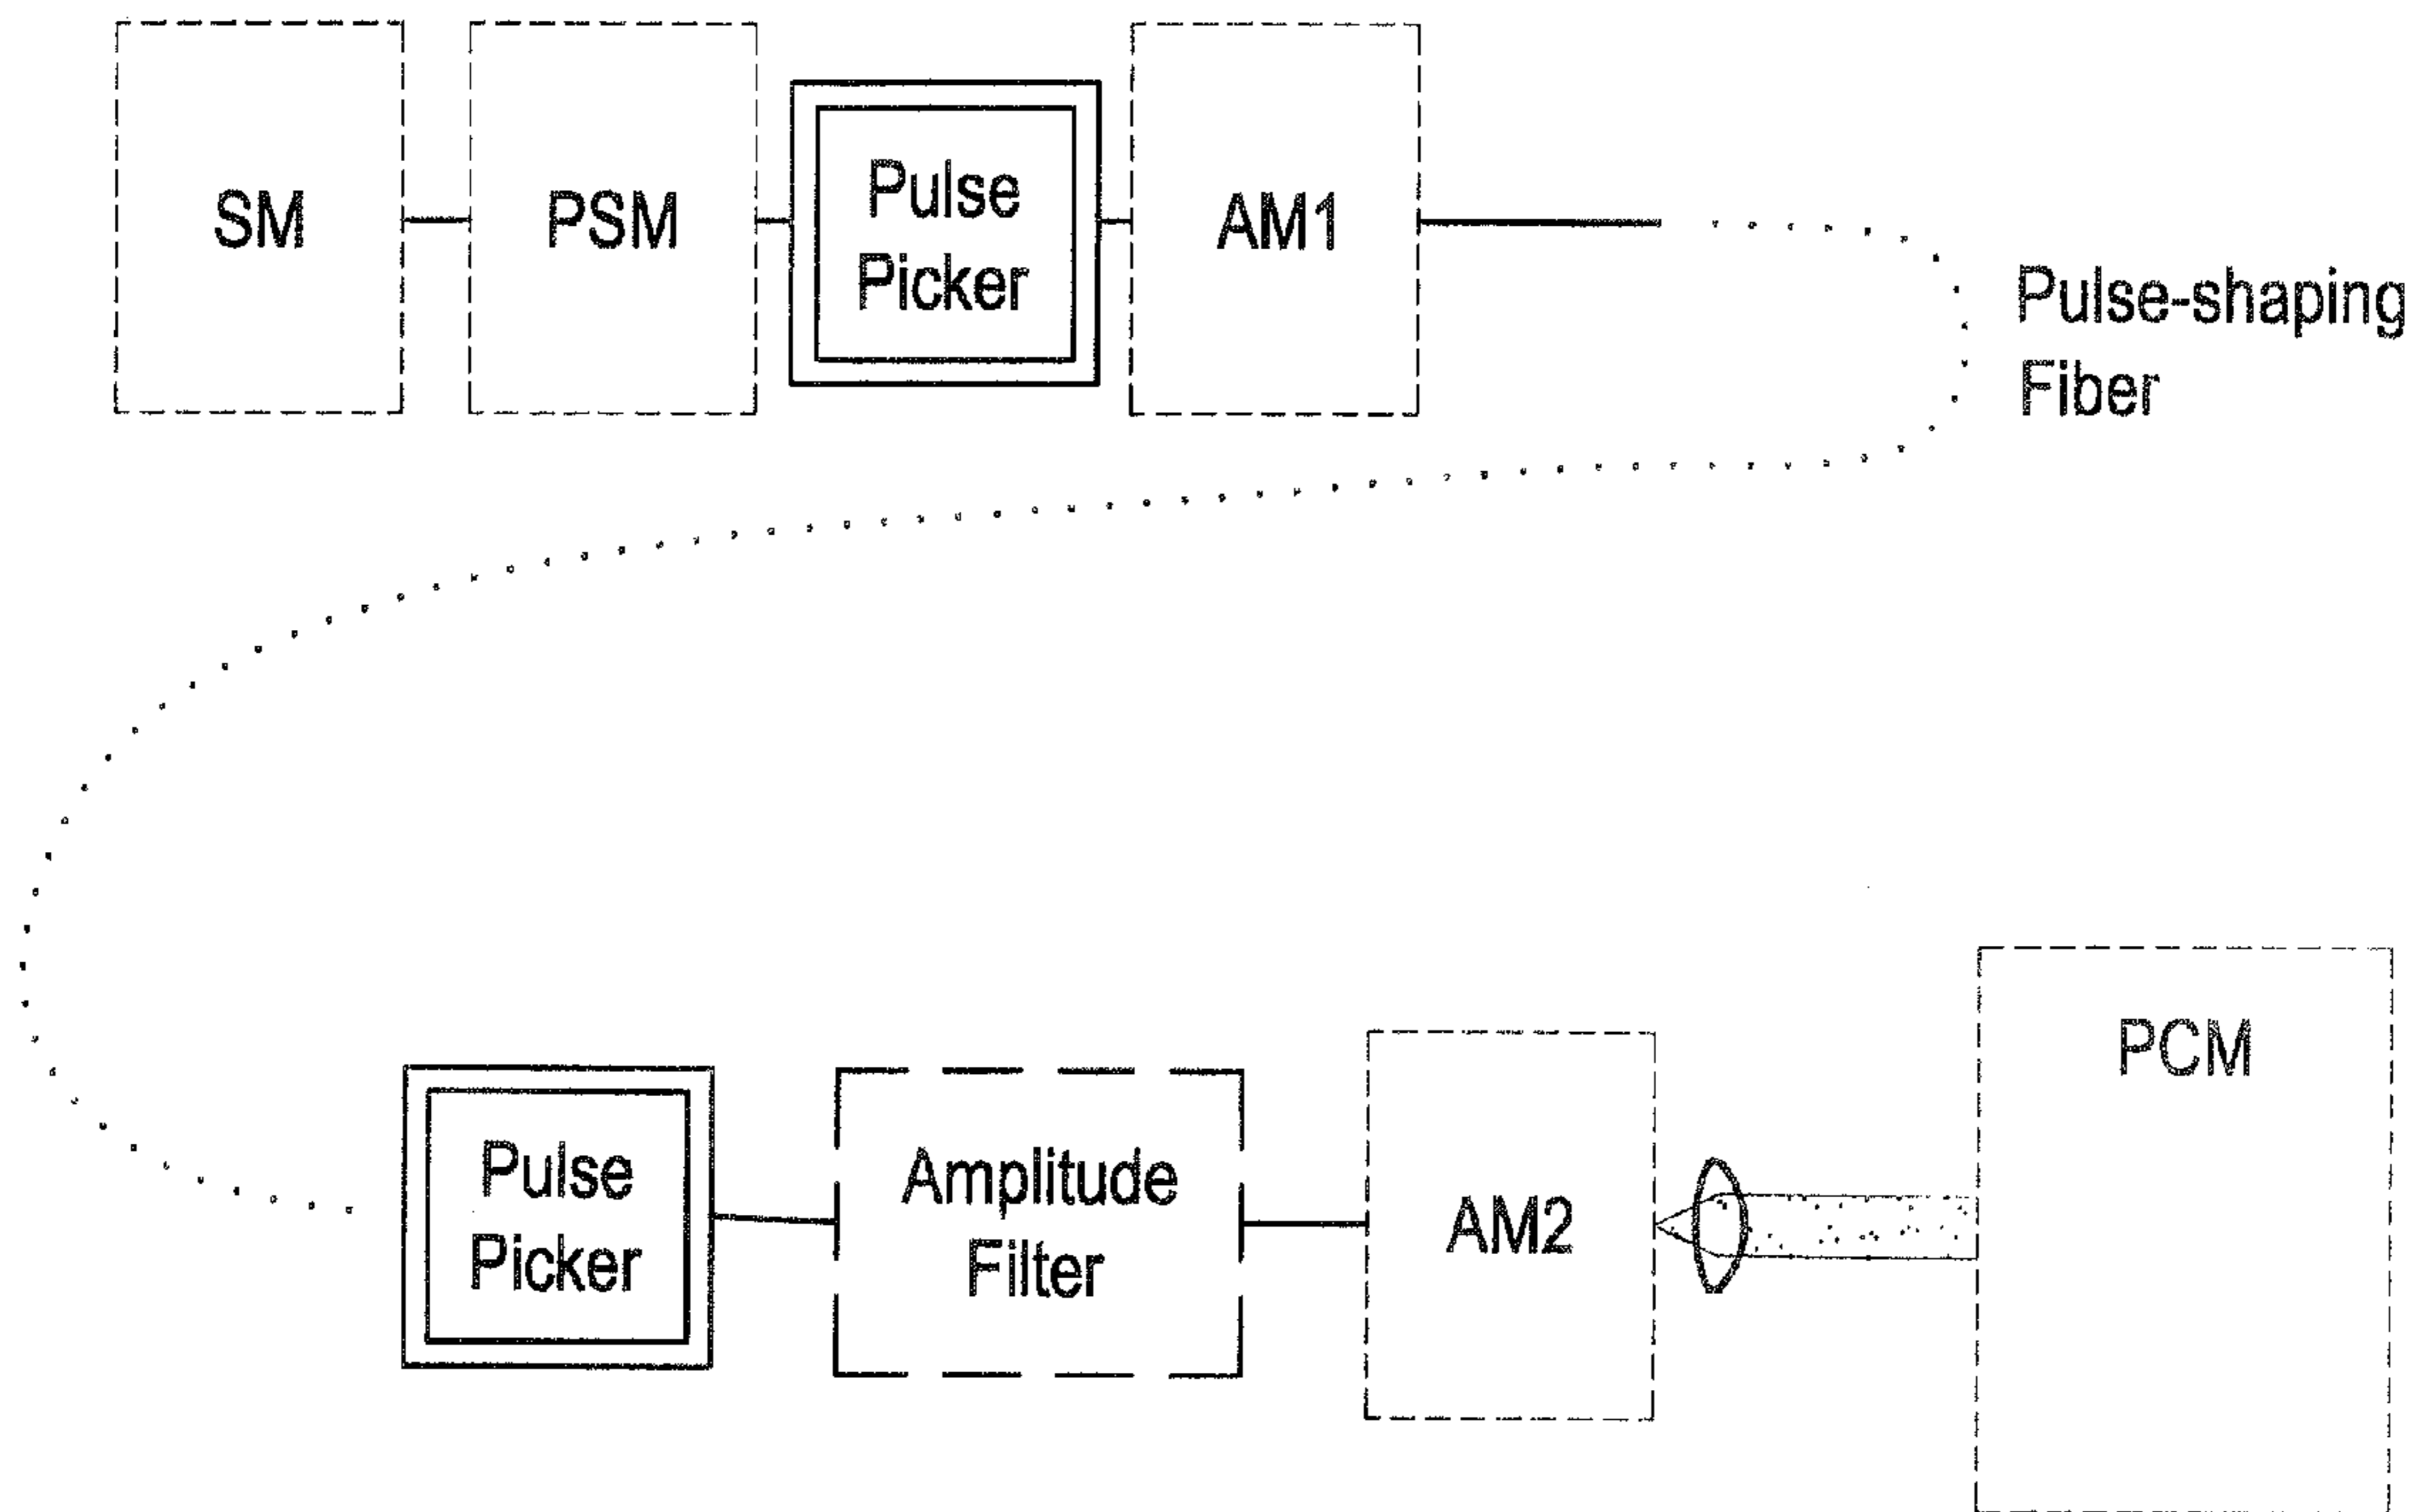 SM
PSM
Pulse
Picker
AM1
Pulse-shaping
Fiber
Pulse
Picker
Amplitude
Filter
AM2
PCM